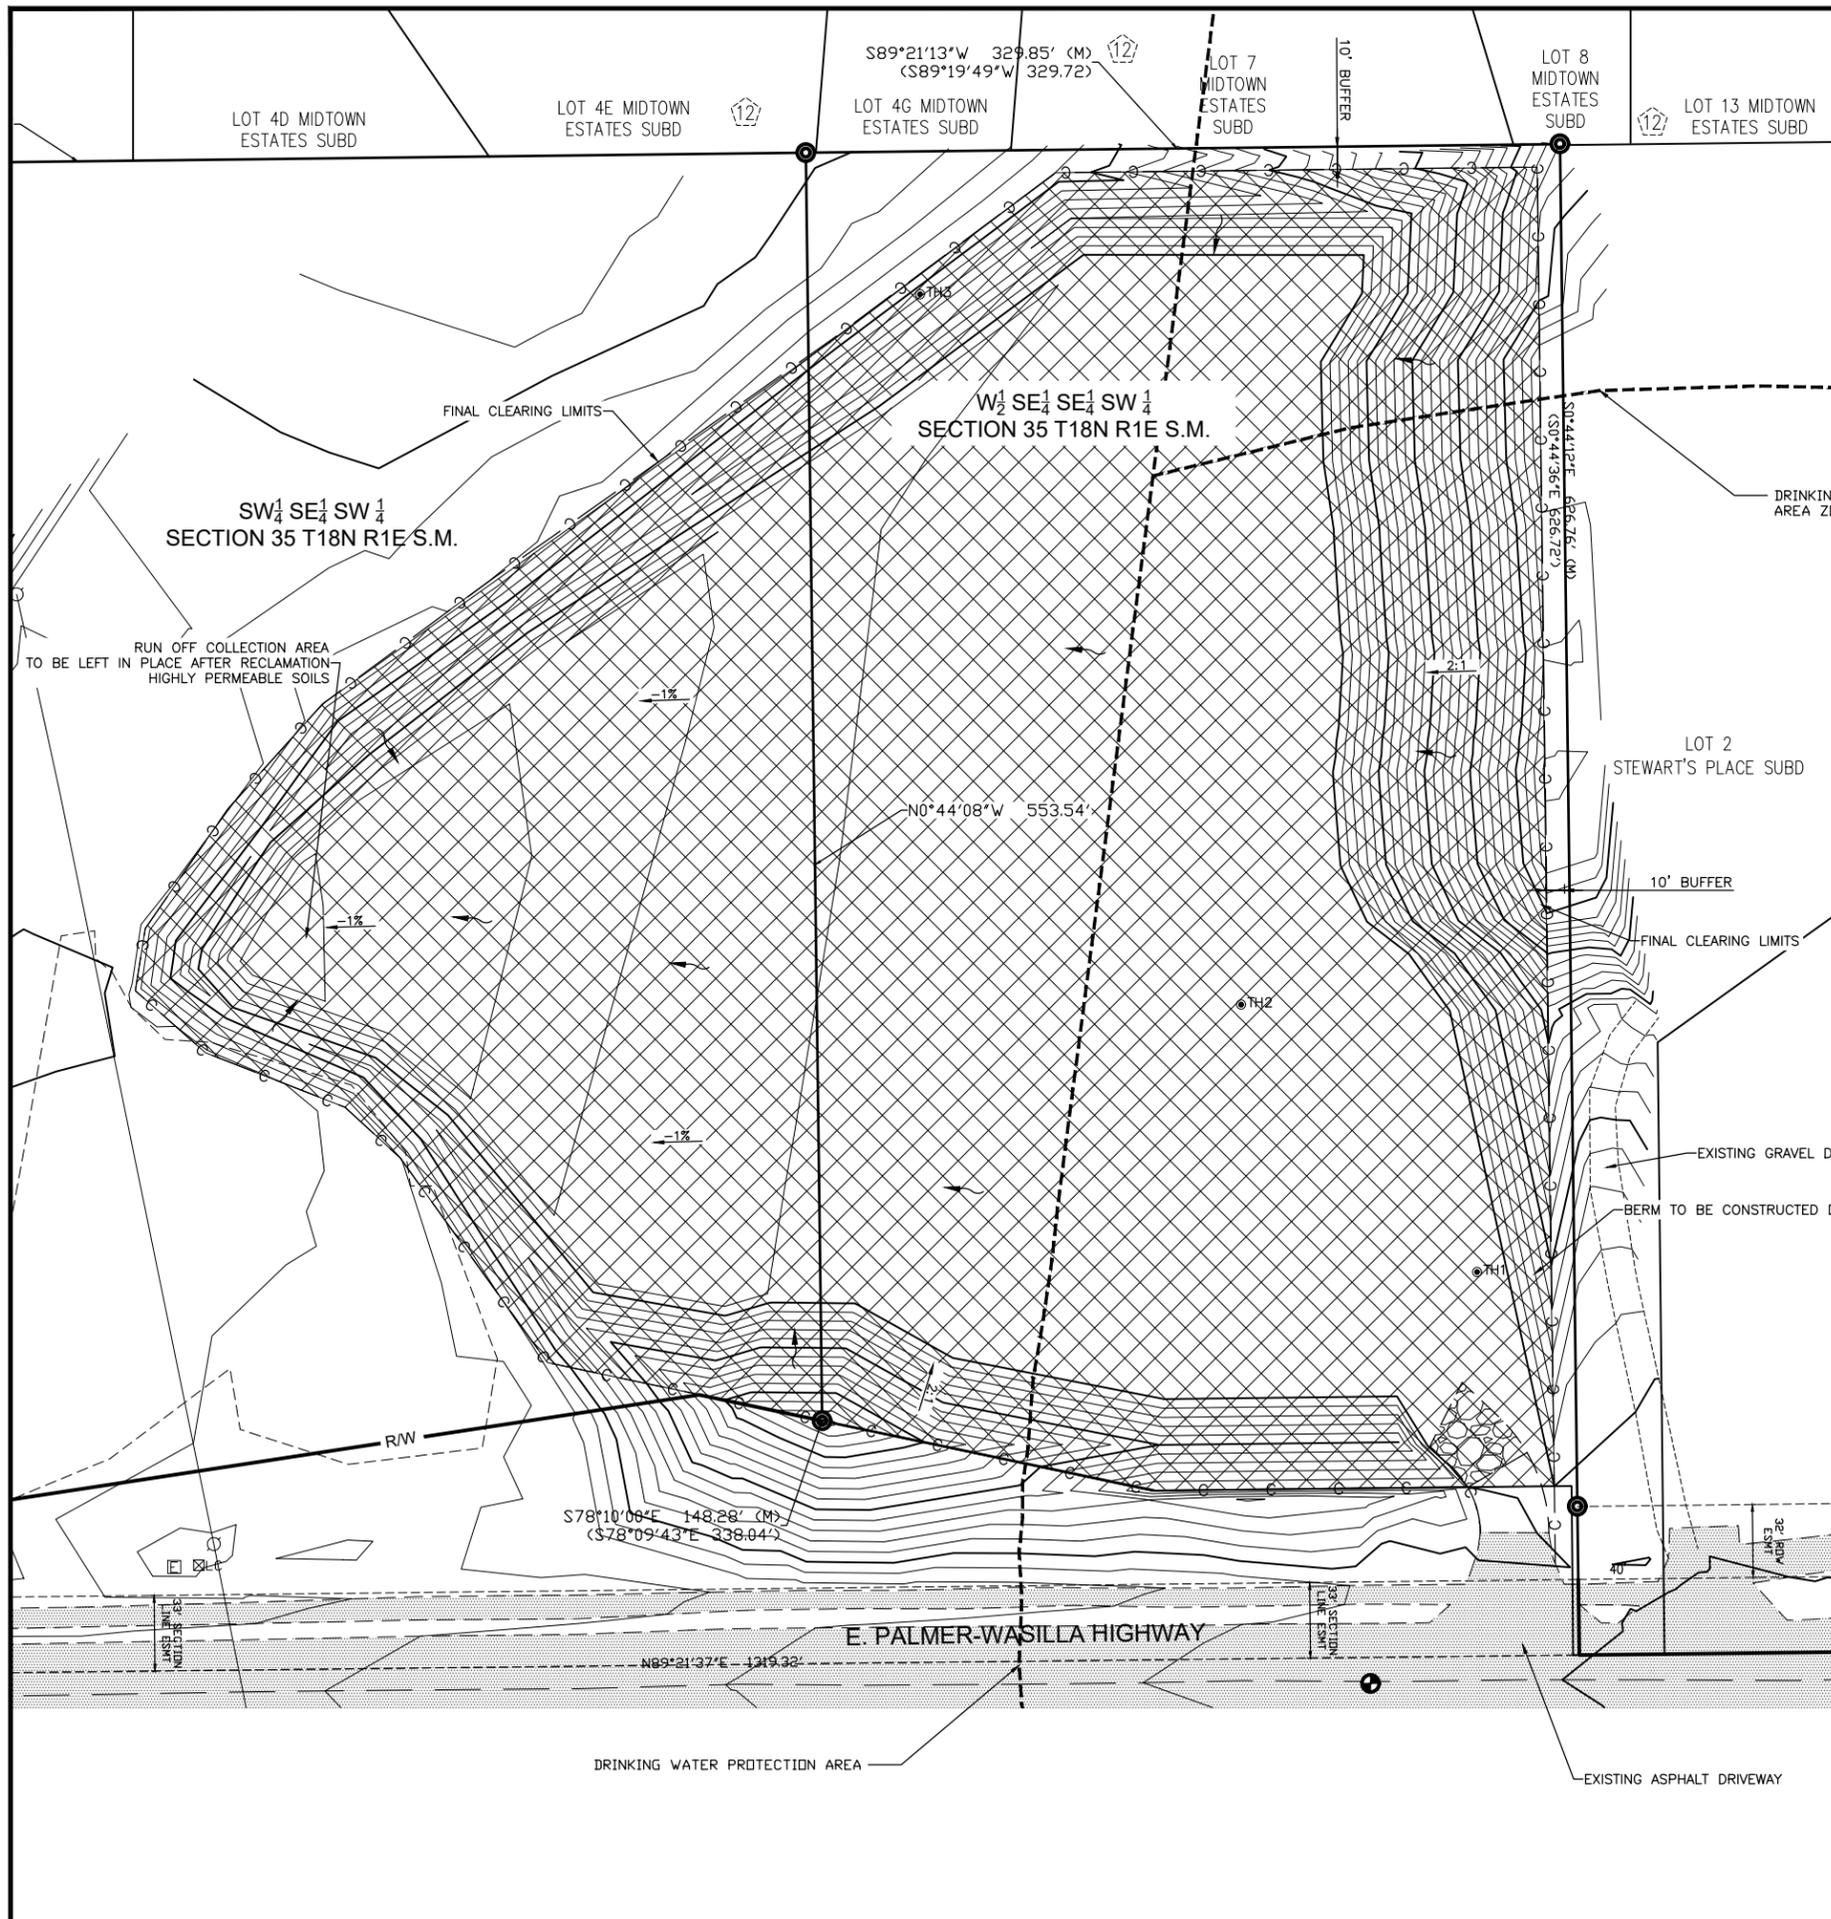 S89°21'13"W 329.85' (M)
(S89°19'49"W 329.72)
12
10' BUFFER
LOT 4D MIDTOWN
ESTATES SUBD
LOT 4E MIDTOWN
ESTATES SUBD
12
LOT 4G MIDTOWN
ESTATES SUBD
LOT 7
MIDTOWN
ESTATES
SUBD
LOT 8
MIDTOWN
ESTATES
SUBD
12
LOT 13 MIDTOWN
ESTATES SUBD
TH3
FINAL CLEARING LIMITS
W1/2 SE1/4 SE1/4 SW 1/4
SECTION 35 T18N R1E S.M.
S0°44'12"E 626.76' (M)
(S0°44'36"E 626.72')
DRINKIN
AREA Z
SW1/4 SE1/4 SW 1/4
SECTION 35 T18N R1E S.M.
RUN OFF COLLECTION AREA
TO BE LEFT IN PLACE AFTER RECLAMATION
HIGHLY PERMEABLE SOILS
-1%
2:1
LOT 2
STEWART'S PLACE SUBD
N0°44'08"W 553.54'
10' BUFFER
-1%
FINAL CLEARING LIMITS
TH2
-1%
EXISTING GRAVEL D
BERM TO BE CONSTRUCTED D
TH1
2:1
R/W
S78°10'00"E 148.28' (M)
(S78°09'43"E 338.04')
32' ROW
ESMT
E
LC
40'
33' SECTION
LINE ESMT
33' SECTION
LINE ESMT
E. PALMER-WASILLA HIGHWAY
N89°21'37"E 1319.32'
DRINKING WATER PROTECTION AREA
EXISTING ASPHALT DRIVEWAY